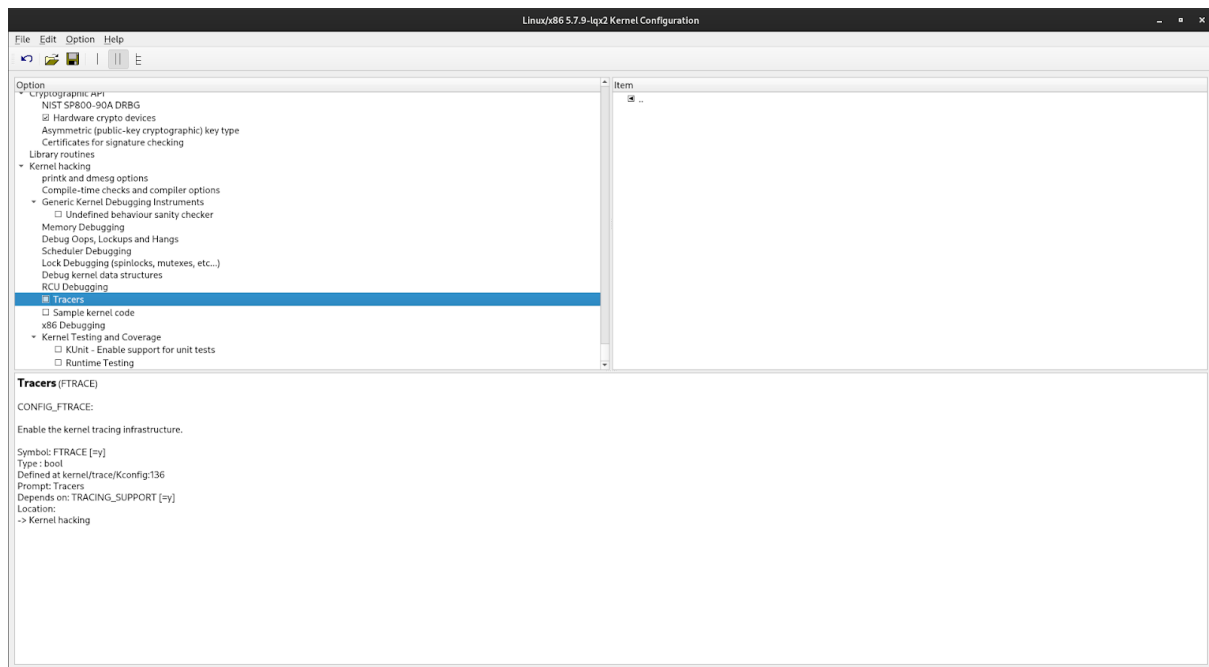 Linux/x86 5.7.9-lqx2 Kernel Configuration
File Edit Option Help
Option
Item
Cryptographic API
..
NIST SP800-90A DRBG
Hardware crypto devices
Asymmetric (public-key cryptographic) key type
Certificates for signature checking
Library routines
Kernel hacking
printk and dmesg options
Compile-time checks and compiler options
Generic Kernel Debugging Instruments
Undefined behaviour sanity checker
Memory Debugging
Debug Oops, Lockups and Hangs
Scheduler Debugging
Lock Debugging (spinlocks, mutexes, etc...)
Debug kernel data structures
RCU Debugging
Tracers
Sample kernel code
x86 Debugging
Kernel Testing and Coverage
KUnit - Enable support for unit tests
Runtime Testing
Tracers (FTRACE)
CONFIG_FTRACE:
Enable the kernel tracing infrastructure.
Symbol: FTRACE [=y]
Type : bool
Defined at kernel/trace/Kconfig:136
Prompt: Tracers
Depends on: TRACING_SUPPORT [=y]
Location:
-> Kernel hacking